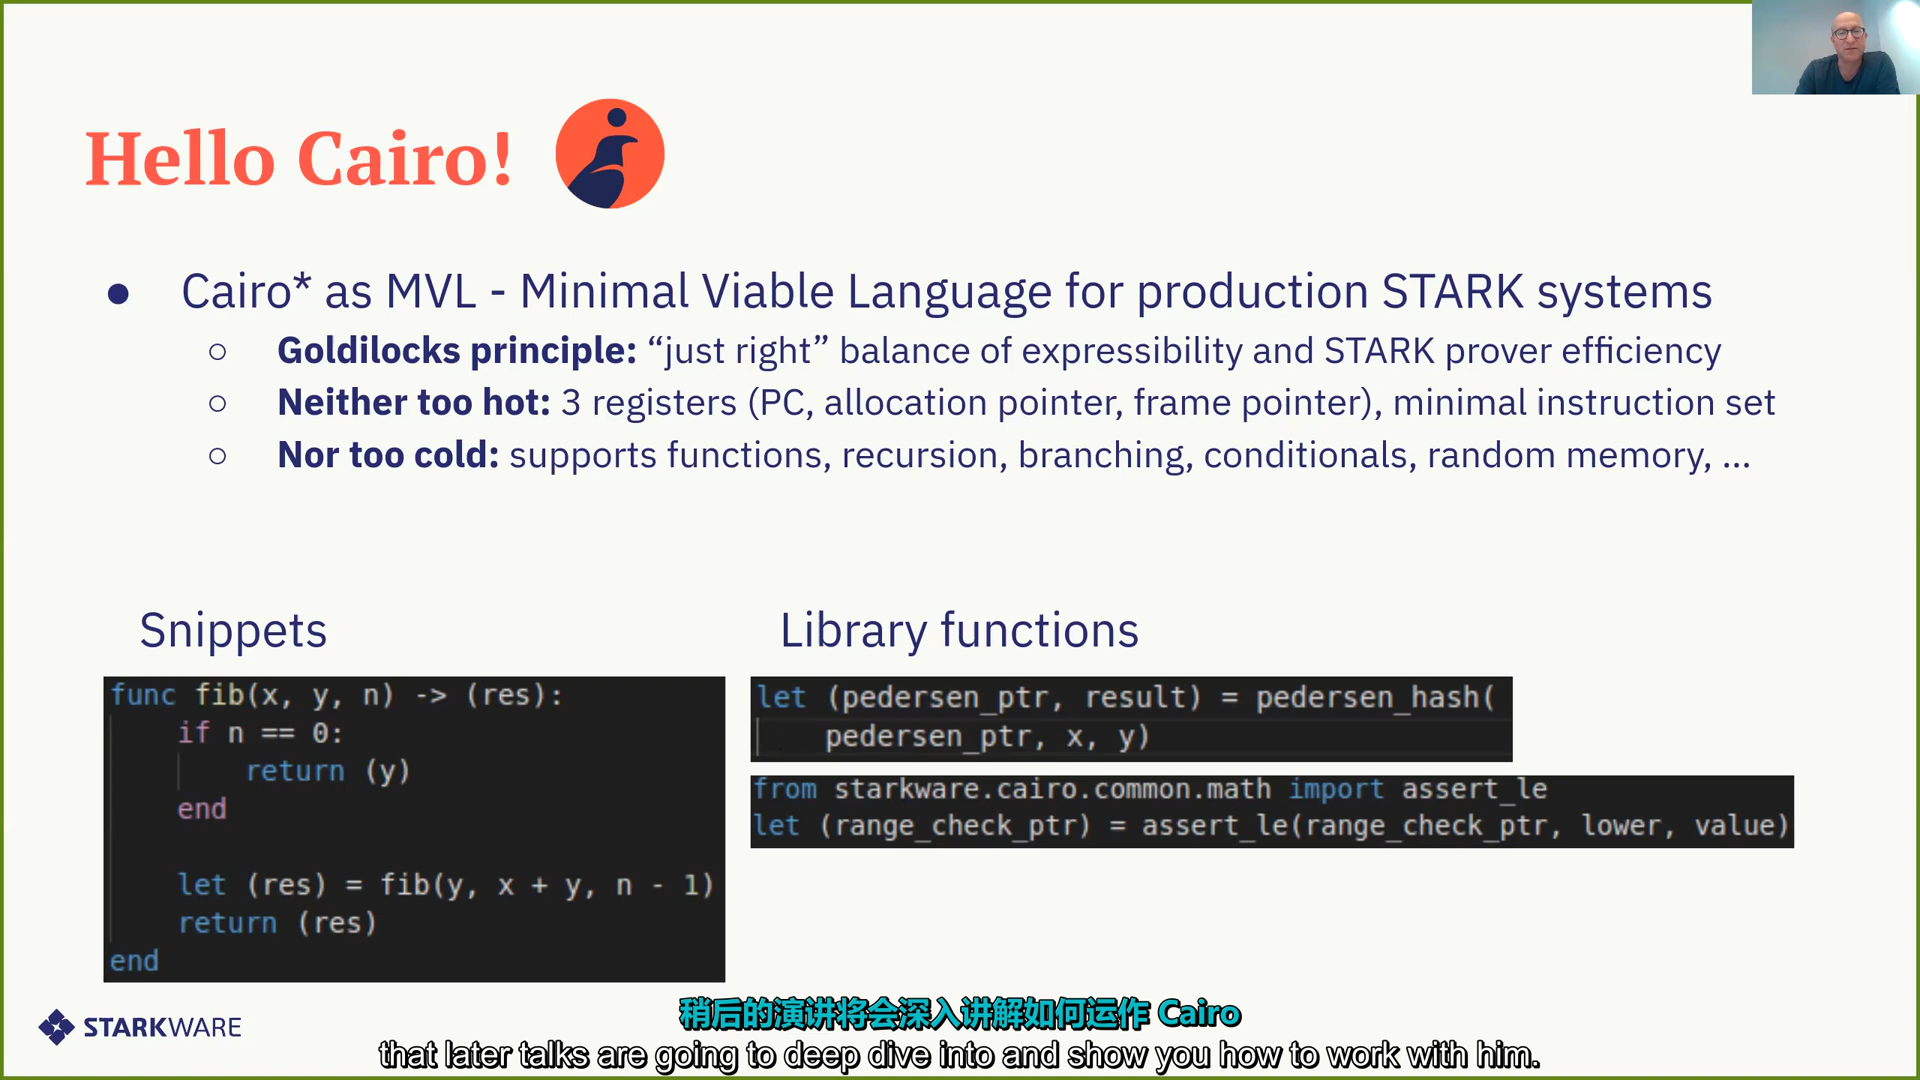 Hello Cairo!
● Cairo* as MVL - Minimal Viable Language for production STARK systems
○ Goldilocks principle: “just right” balance of expressibility and STARK prover efficiency
○ Neither too hot: 3 registers (PC, allocation pointer, frame pointer), minimal instruction set
○ Nor too cold: supports functions, recursion, branching, conditionals, random memory, ...
Snippets
func fib(x, y, n) -> (res):
    if n == 0:
        return (y)
    end

    let (res) = fib(y, x + y, n - 1)
    return (res)
end
Library functions
let (pedersen_ptr, result) = pedersen_hash(
    pedersen_ptr, x, y)
from starkware.cairo.common.math import assert_le
let (range_check_ptr) = assert_le(range_check_ptr, lower, value)
STARKWARE
稍后的演讲将会深入讲解如何运作 Cairo
that later talks are going to deep dive into and show you how to work with him.